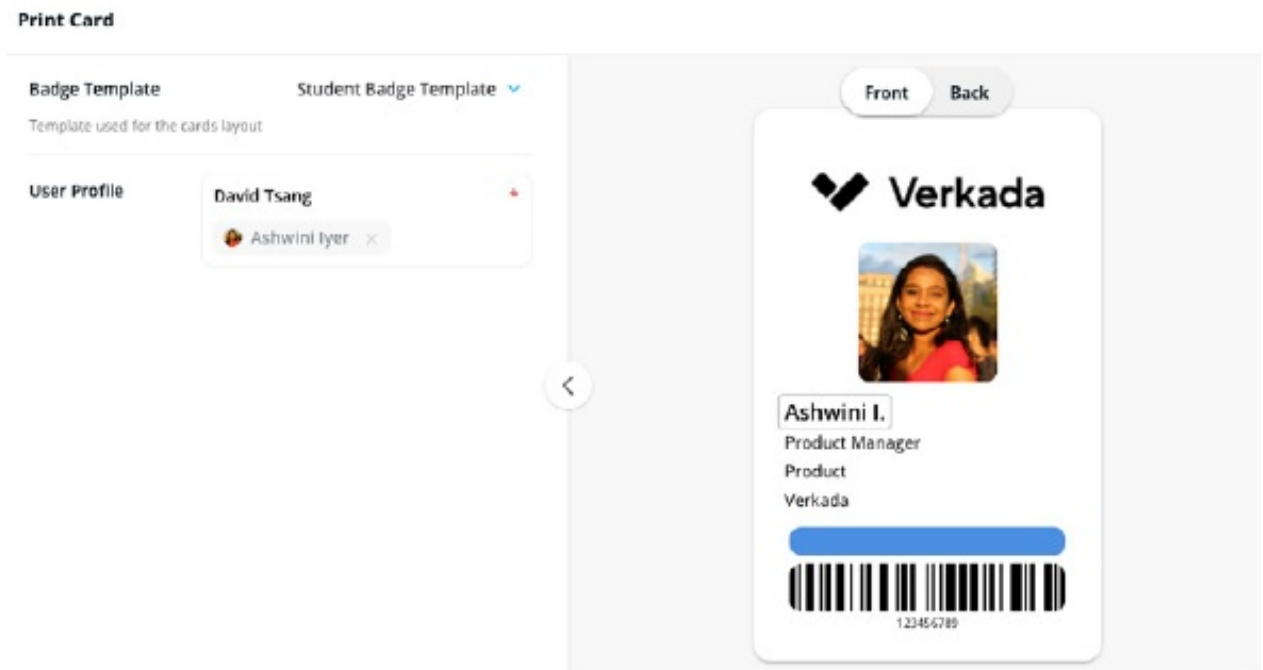 Print Card
Badge Template
Student Badge Template
Template used for the cards layout
User Profile
David Tsang
Ashwini Iyer
Front
Back
Verkada
Ashwini I.
Product Manager
Product
Verkada
123456789